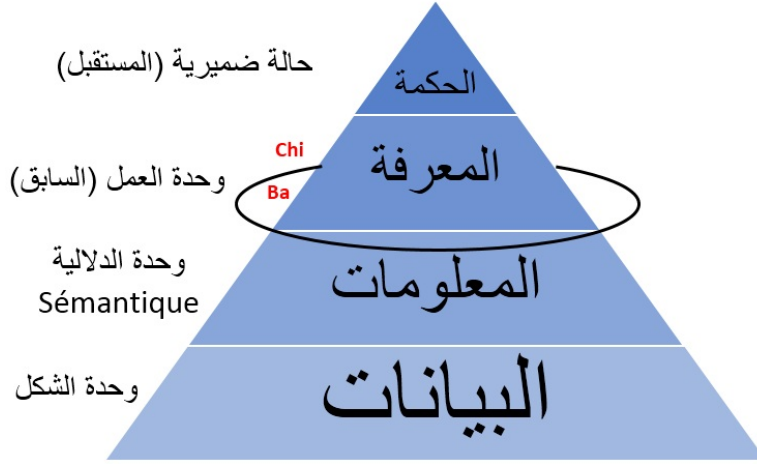 حالة ضميرية (المستقبل)
الحكمة
Chi
المعرفة
وحدة العمل (السابق)
Ba
وحدة الدلالية
Sémantique
المعلومات
وحدة الشكل
البيانات